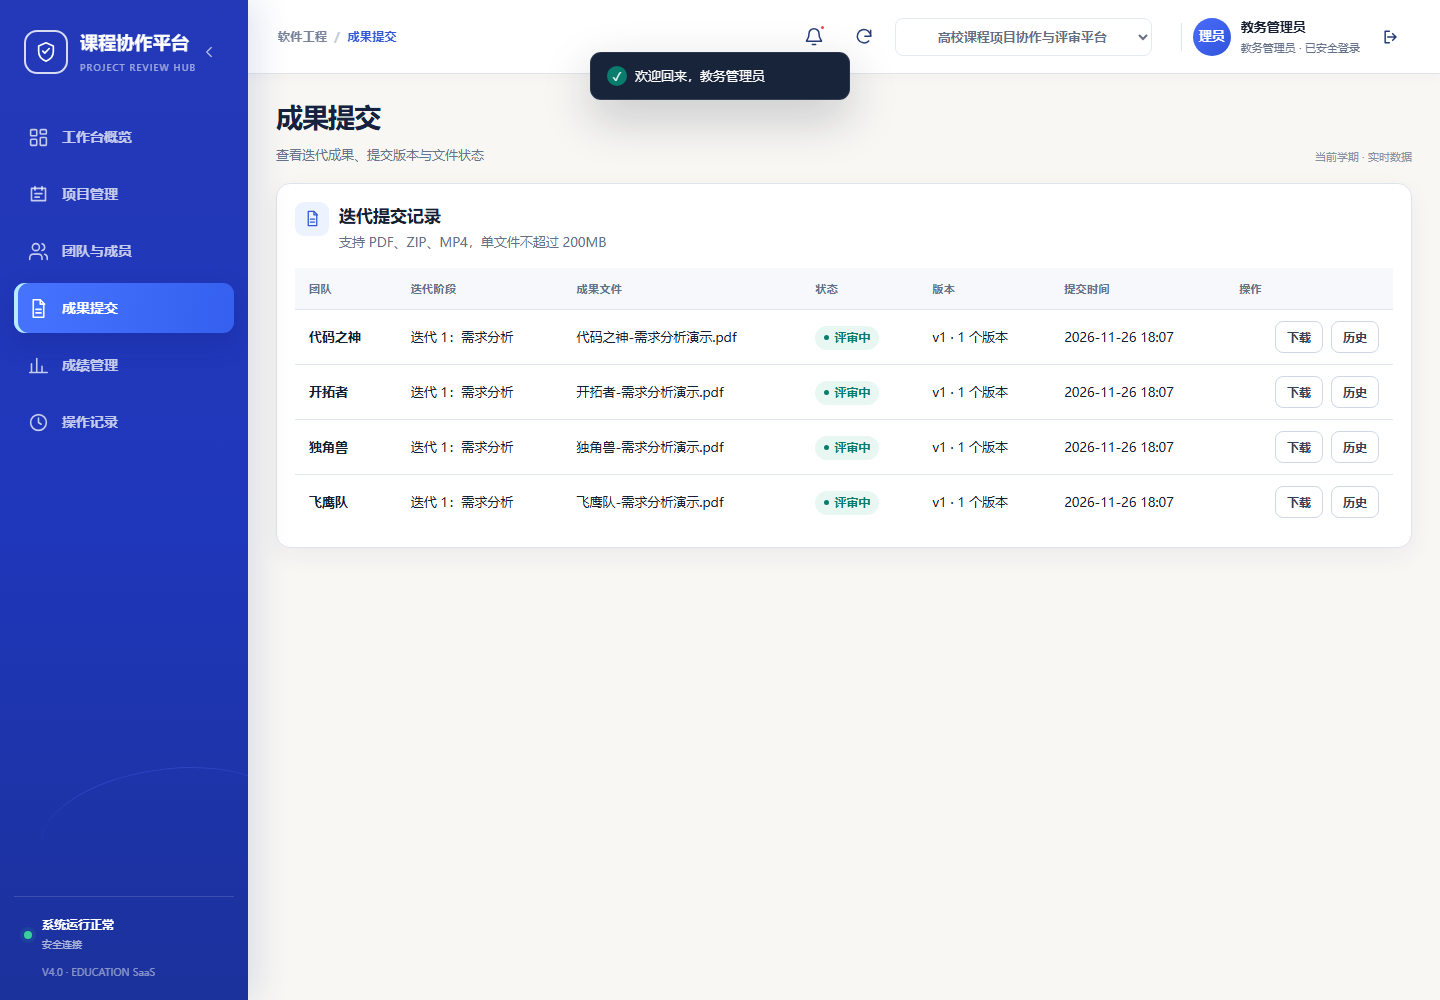 课程协作平台
PROJECT REVIEW HUB
工作台概览
项目管理
团队与成员
成果提交
成绩管理
操作记录
系统运行正常
安全连接
V4.0 · EDUCATION SaaS
软件工程 / 成果提交
高校课程项目协作与评审平台
理员
教务管理员
教务管理员 · 已安全登录
欢迎回来，教务管理员
成果提交
查看迭代成果、提交版本与文件状态
当前学期 · 实时数据
迭代提交记录
支持 PDF、ZIP、MP4，单文件不超过 200MB
团队 迭代阶段 成果文件 状态 版本 提交时间 操作
代码之神 迭代 1：需求分析 代码之神-需求分析演示.pdf 评审中 v1 · 1 个版本 2026-11-26 18:07 下载 历史
开拓者 迭代 1：需求分析 开拓者-需求分析演示.pdf 评审中 v1 · 1 个版本 2026-11-26 18:07 下载 历史
独角兽 迭代 1：需求分析 独角兽-需求分析演示.pdf 评审中 v1 · 1 个版本 2026-11-26 18:07 下载 历史
飞鹰队 迭代 1：需求分析 飞鹰队-需求分析演示.pdf 评审中 v1 · 1 个版本 2026-11-26 18:07 下载 历史